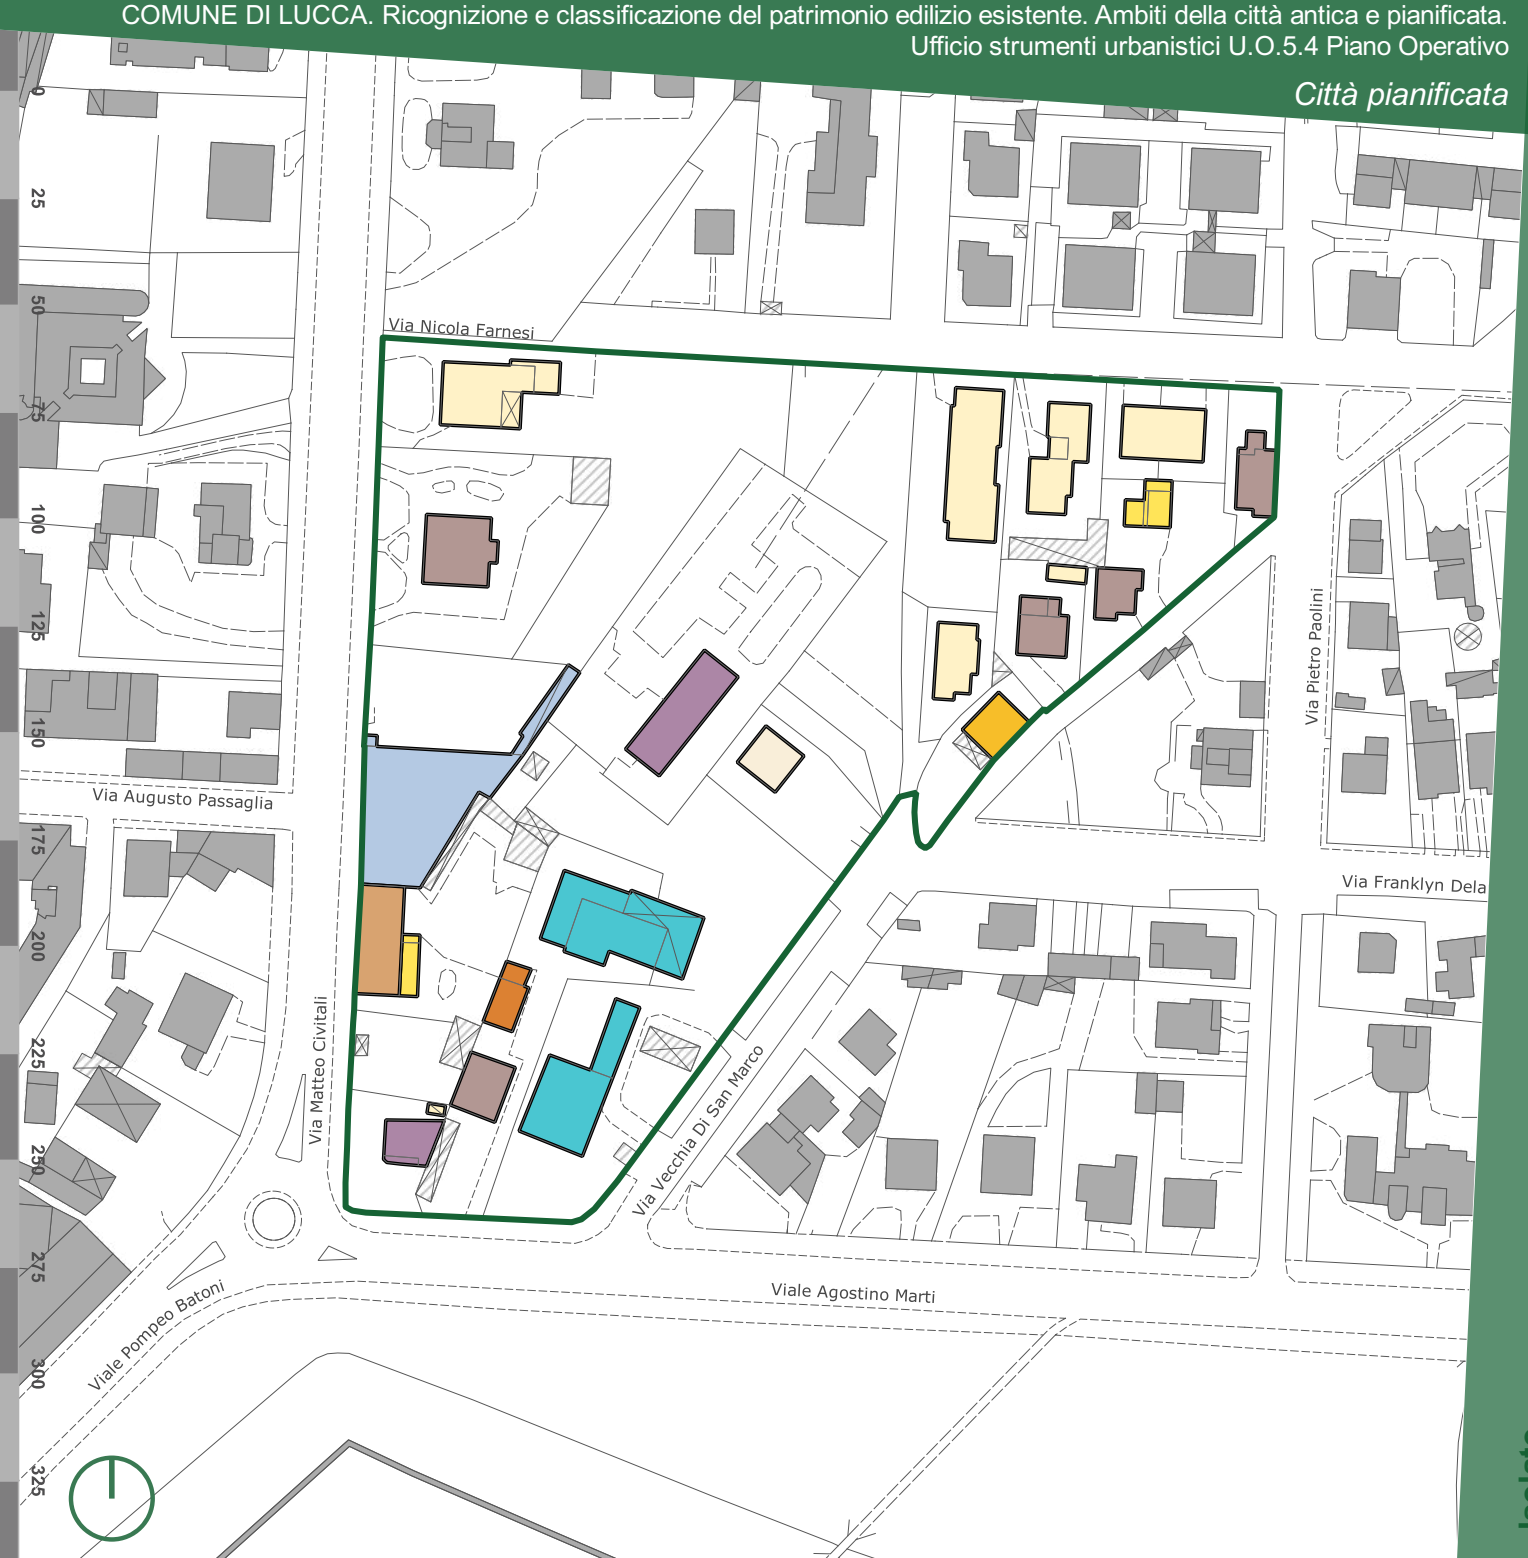 COMUNE DI LUCCA. Ricognizione e classificazione del patrimonio edilizio esistente. Ambiti della città antica e pianificata.
Ufficio strumenti urbanistici U.O.5.4 Piano Operativo
Città pianificata
0
25
50
75
100
125
150
175
200
225
250
275
300
325
Via Nicola Farnesi
Via Pietro Paolini
Via Augusto Passaglia
Via Franklyn Dela
Via Matteo Civitali
Via Vecchia Di San Marco
Viale Agostino Marti
Viale Pompeo Batoni